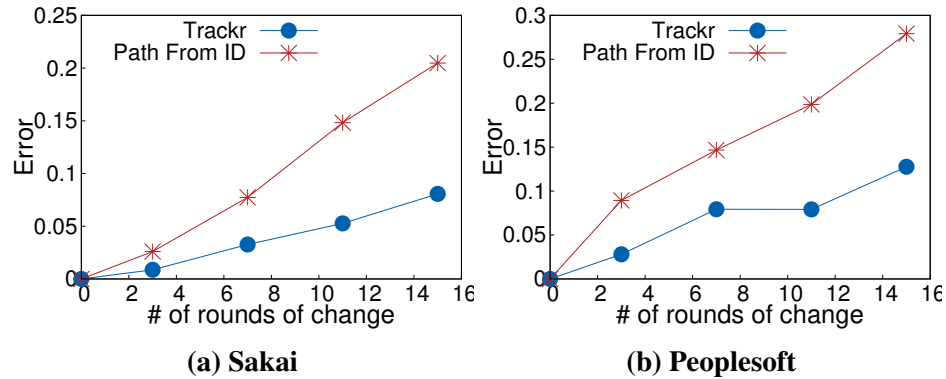 Trackr
Path From ID
0.25
0.2
0.15
0.1
0.05
0
Error
0 2 4 6 8 10 12 14 16
# of rounds of change
(a) Sakai
Trackr
Path From ID
0.3
0.25
0.2
0.15
0.1
0.05
0
Error
0 2 4 6 8 10 12 14 16
# of rounds of change
(b) Peoplesoft